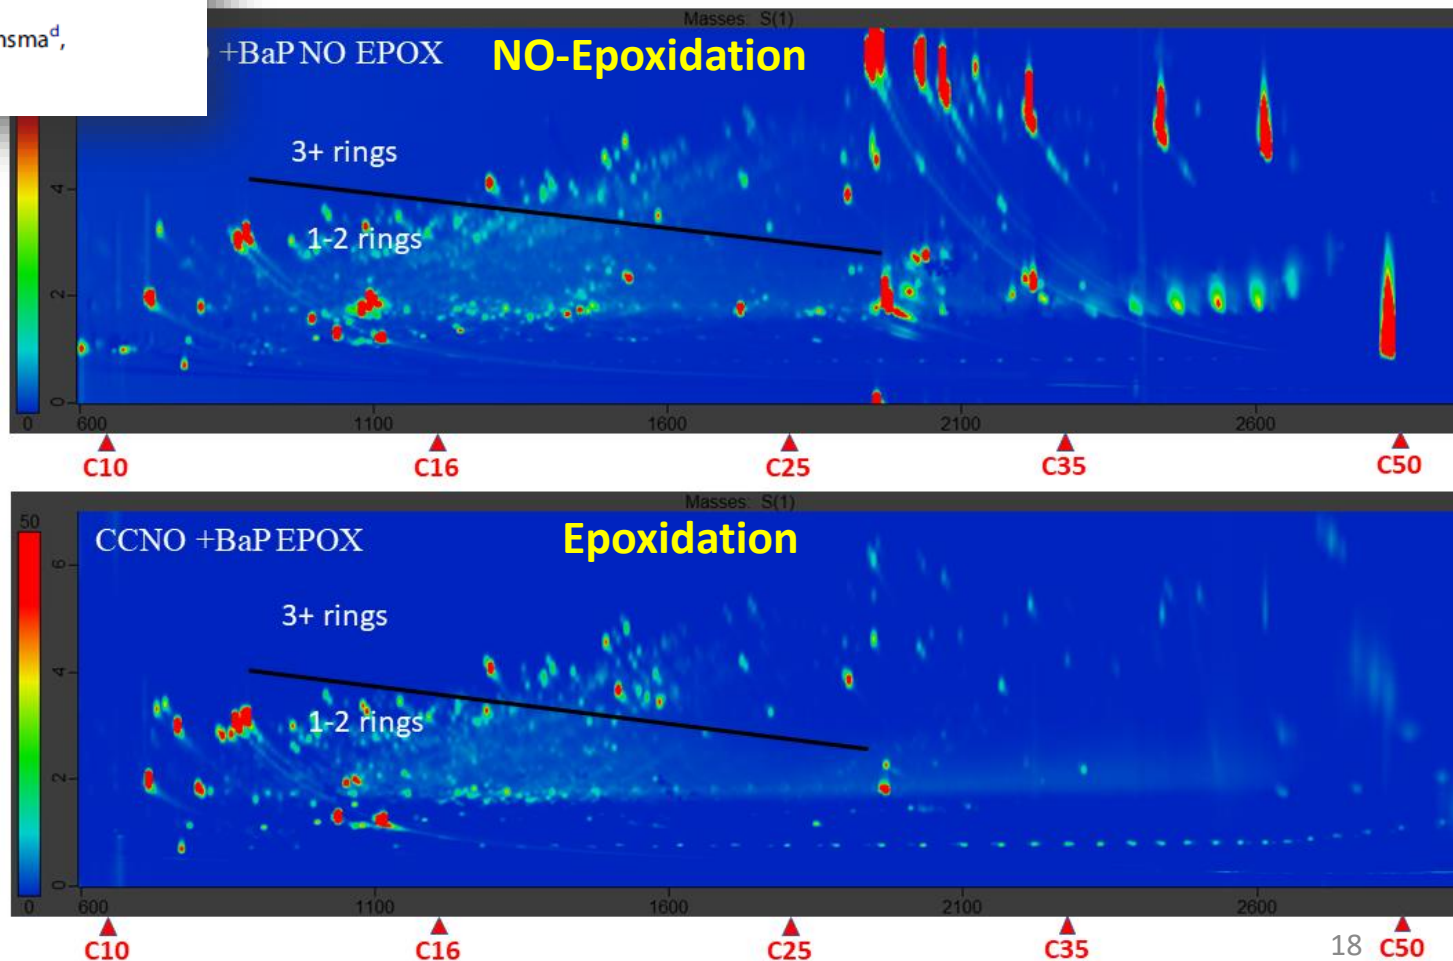 nsma^d,
Masses: S(1)
+BaP NO EPOX
NO-Epoxidation
3+ rings
1-2 rings
4
2
0
0
600 1100 1600 2100 2600
C10 C16 C25 C35 C50
Masses: S(1)
50
CCNO +BaP EPOX
Epoxidation
6
3+ rings
4
1-2 rings
2
0
0
600 1100 1600 2100 2600
C10 C16 C25 C35 18 C50